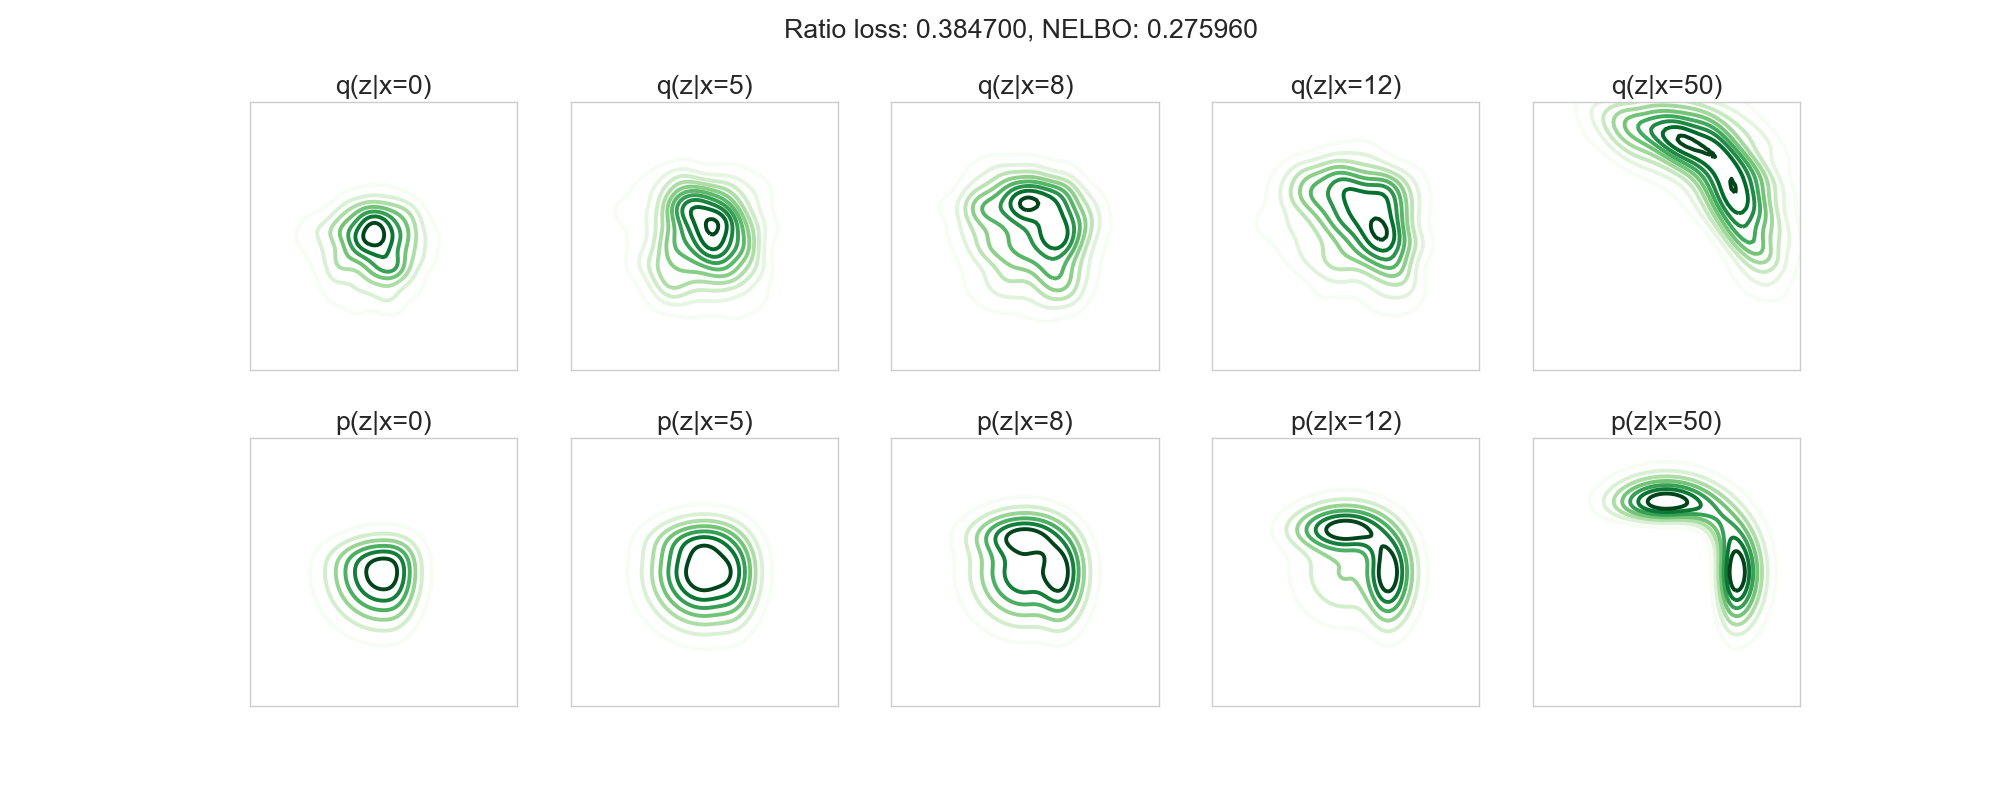 Ratio loss: 0.384700, NELBO: 0.275960
q(z|x=0) q(z|x=5) q(z|x=8) q(z|x=12) q(z|x=50)
p(z|x=0) p(z|x=5) p(z|x=8) p(z|x=12) p(z|x=50)